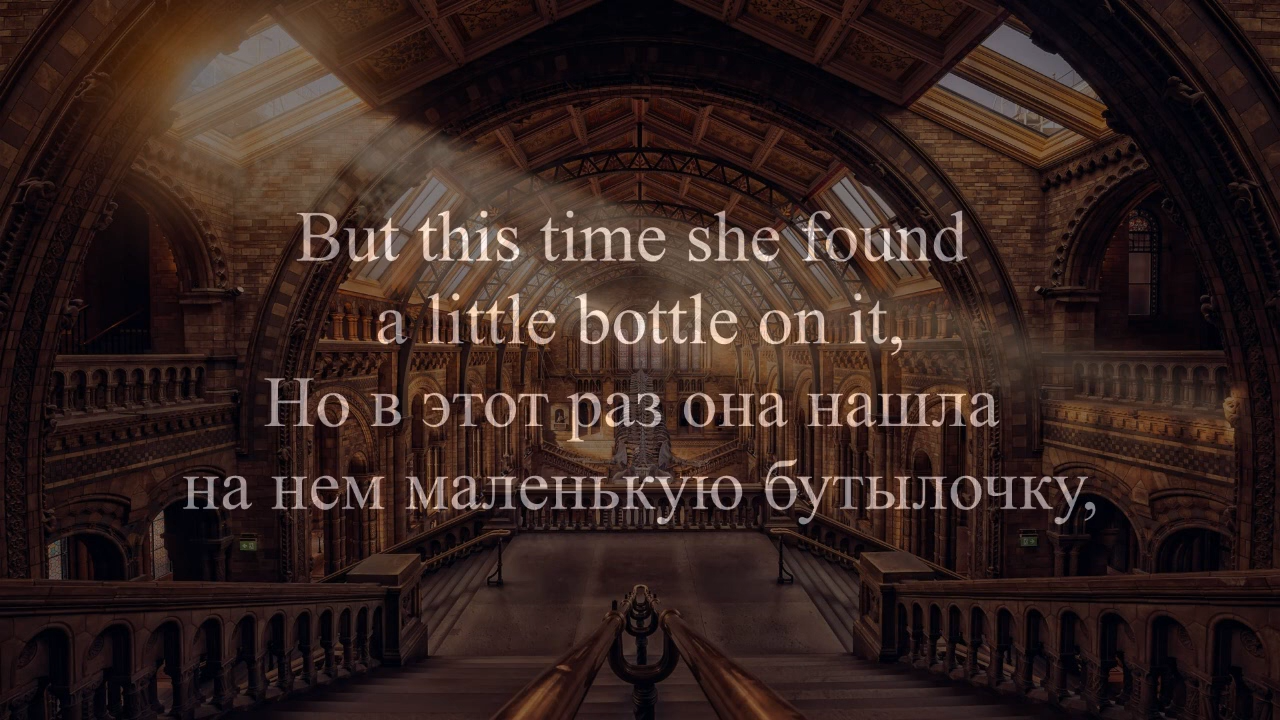 But this time she found
a little bottle on it,
Но в этот раз она нашла
на нем маленькую бутылочку,